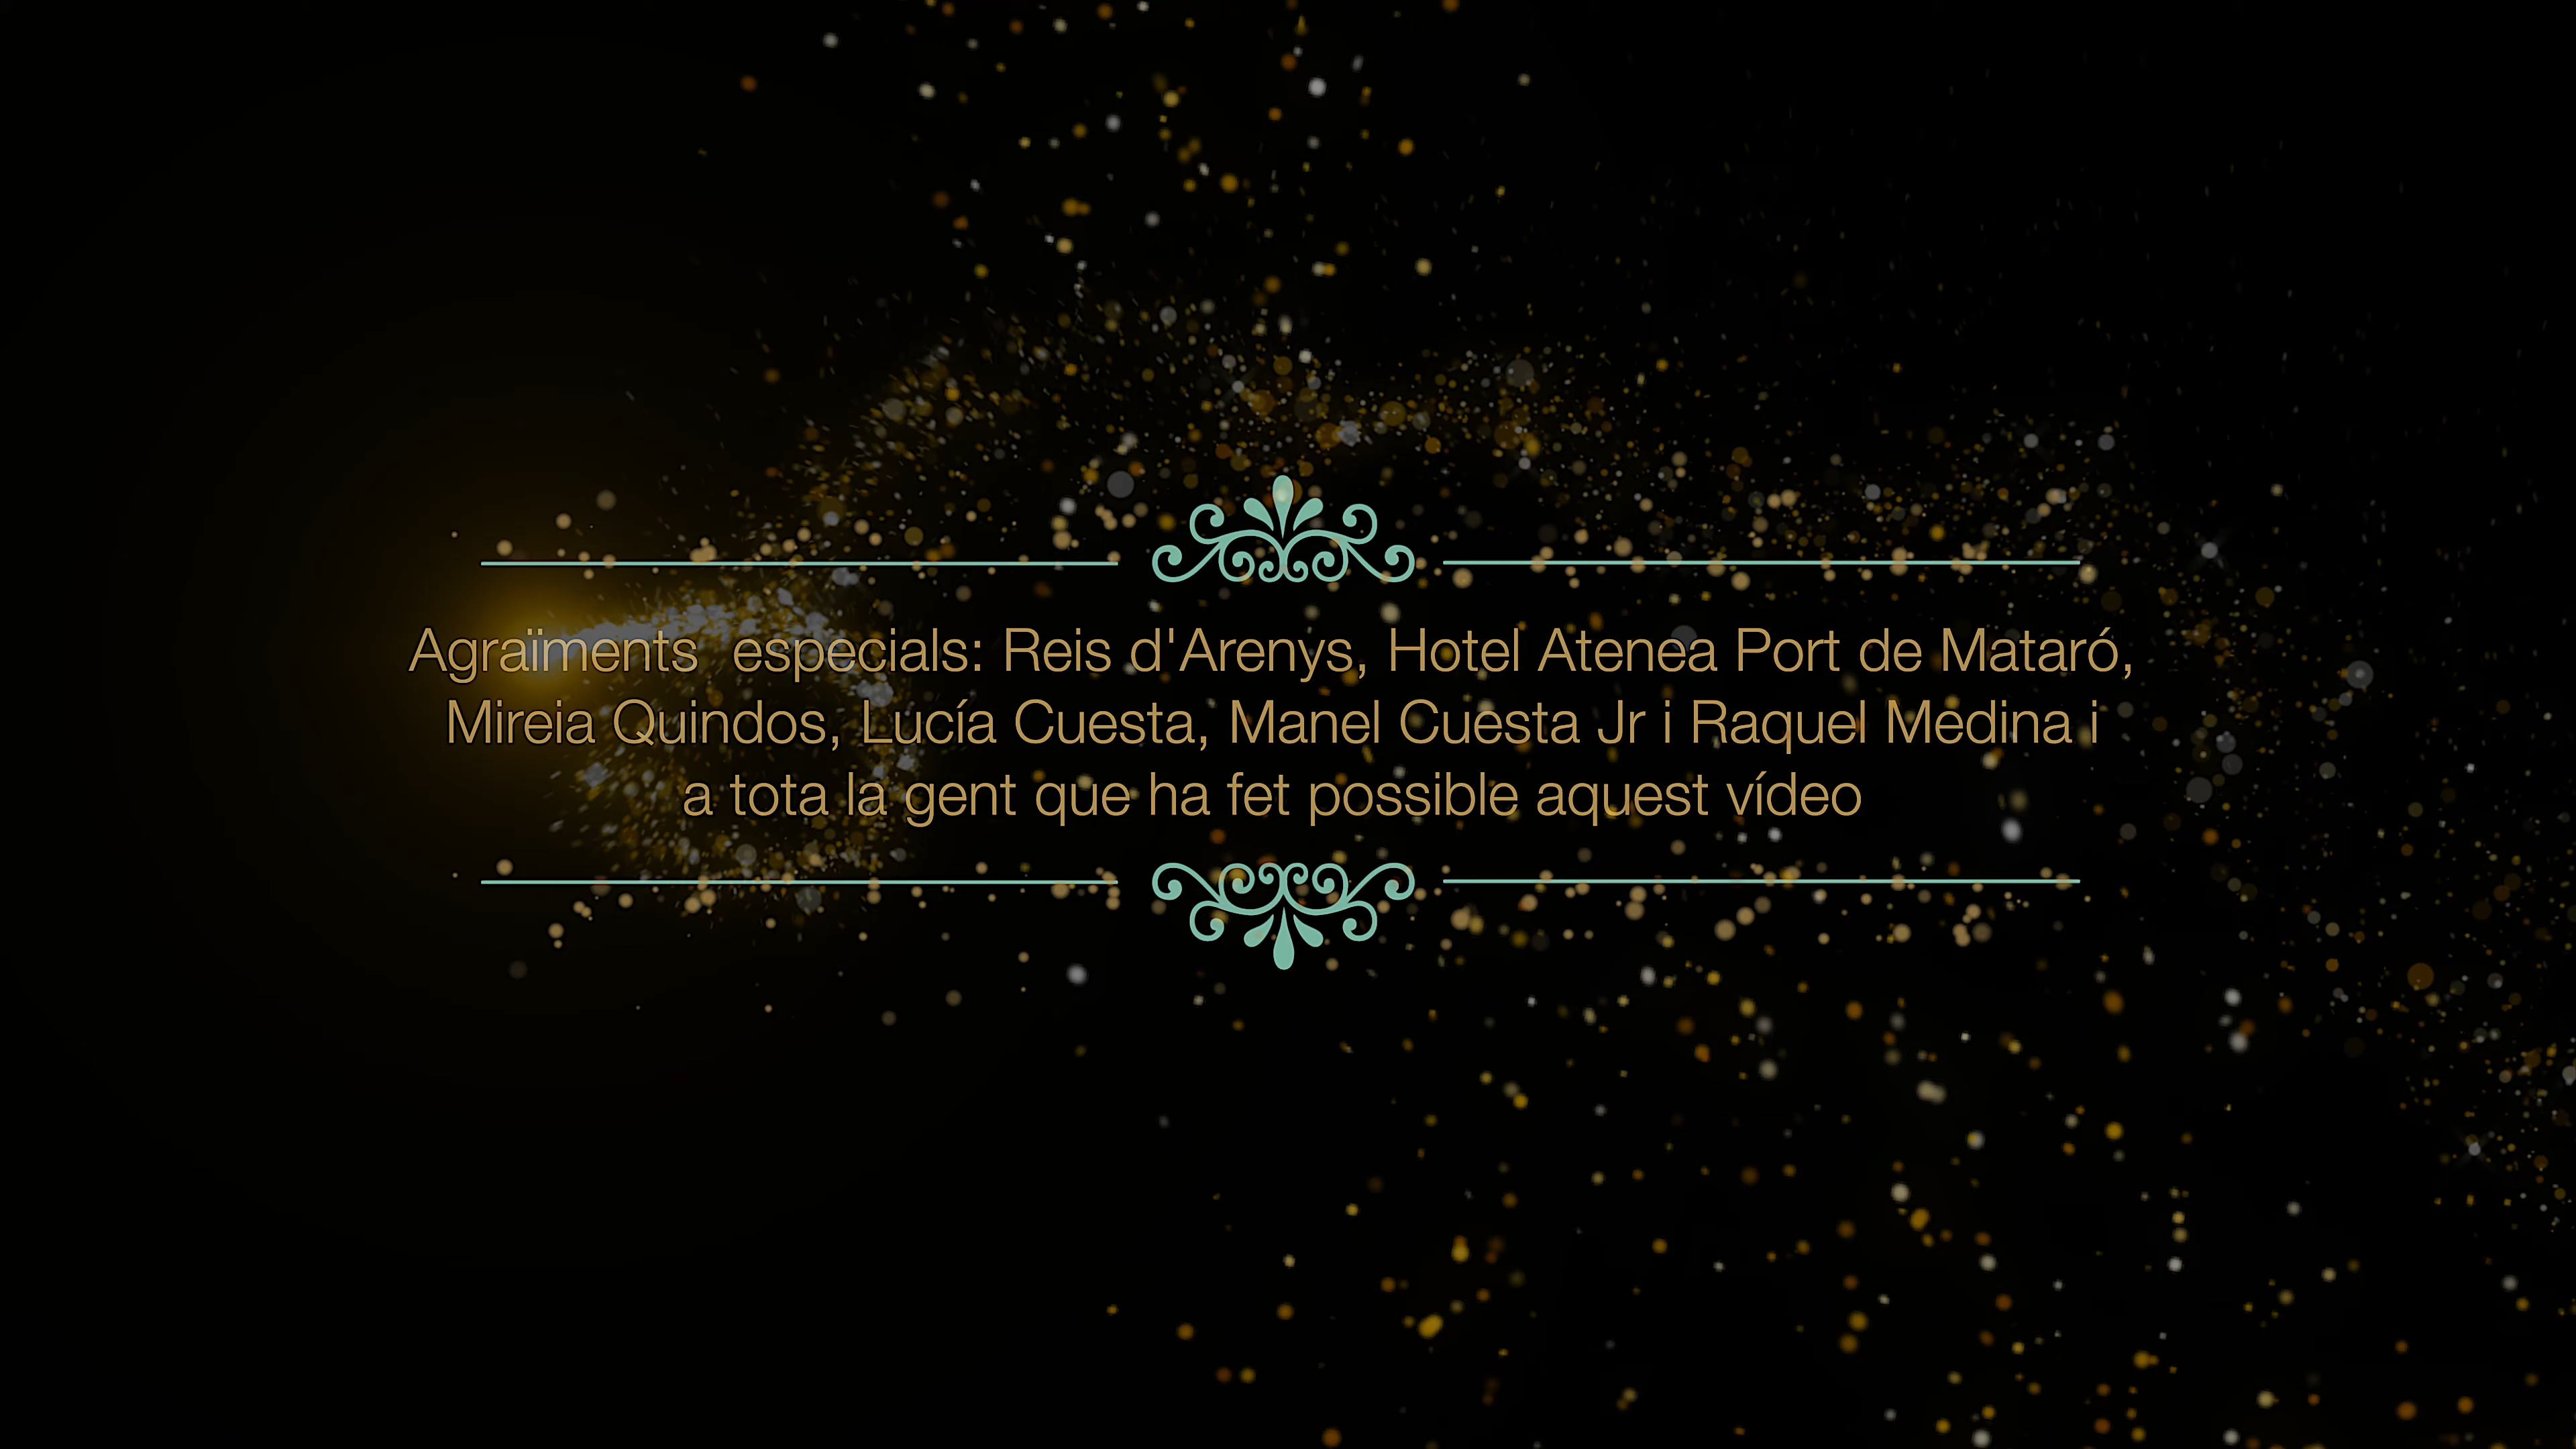 Agraïments  especials: Reis d'Arenys, Hotel Atenea Port de Mataró,
Mireia Quindos, Lucía Cuesta, Manel Cuesta Jr i Raquel Medina i
a tota la gent que ha fet possible aquest vídeo